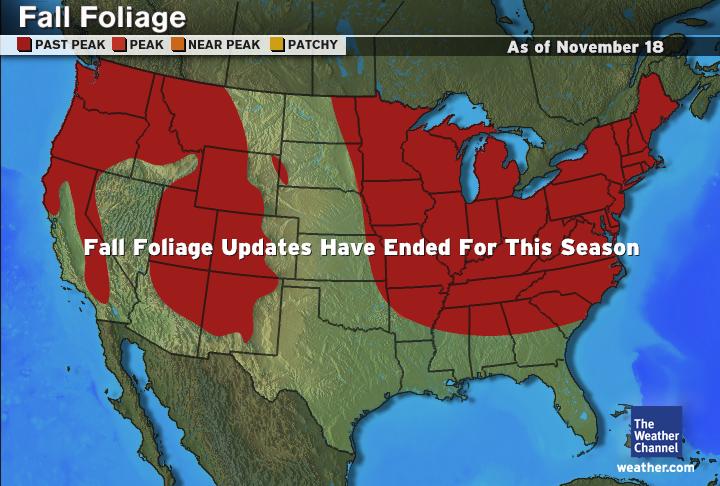 Fall Foliage
PAST PEAK PEAK NEAR PEAK PATCHY
As of November 18
Fall Foliage Updates Have Ended For This Season
The
Weather
Channel
weather.com